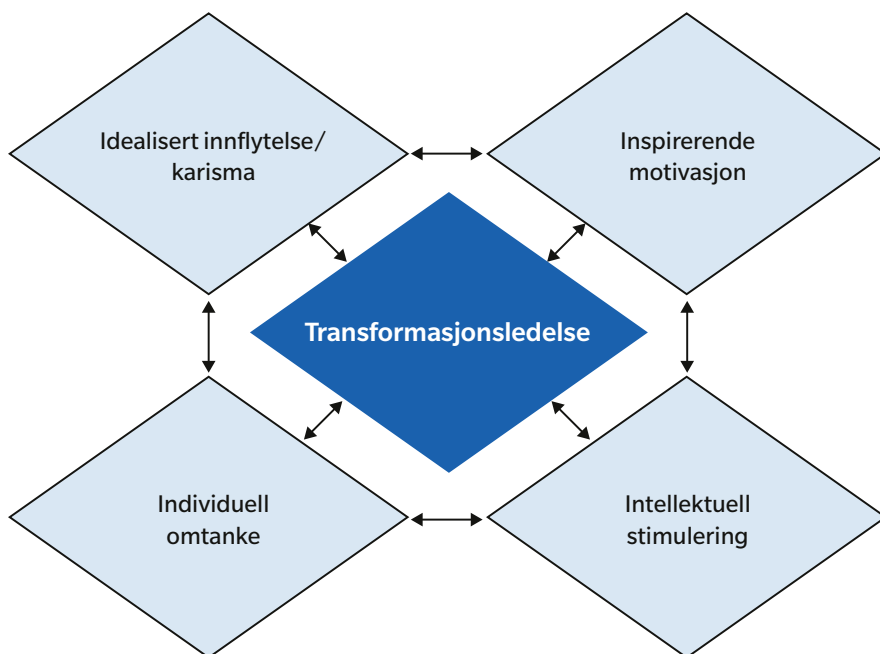 Idealisert innflytelse/
karisma
Inspirerende
motivasjon
Transformasjonsledelse
Individuell
omtanke
Intellektuell
stimulering